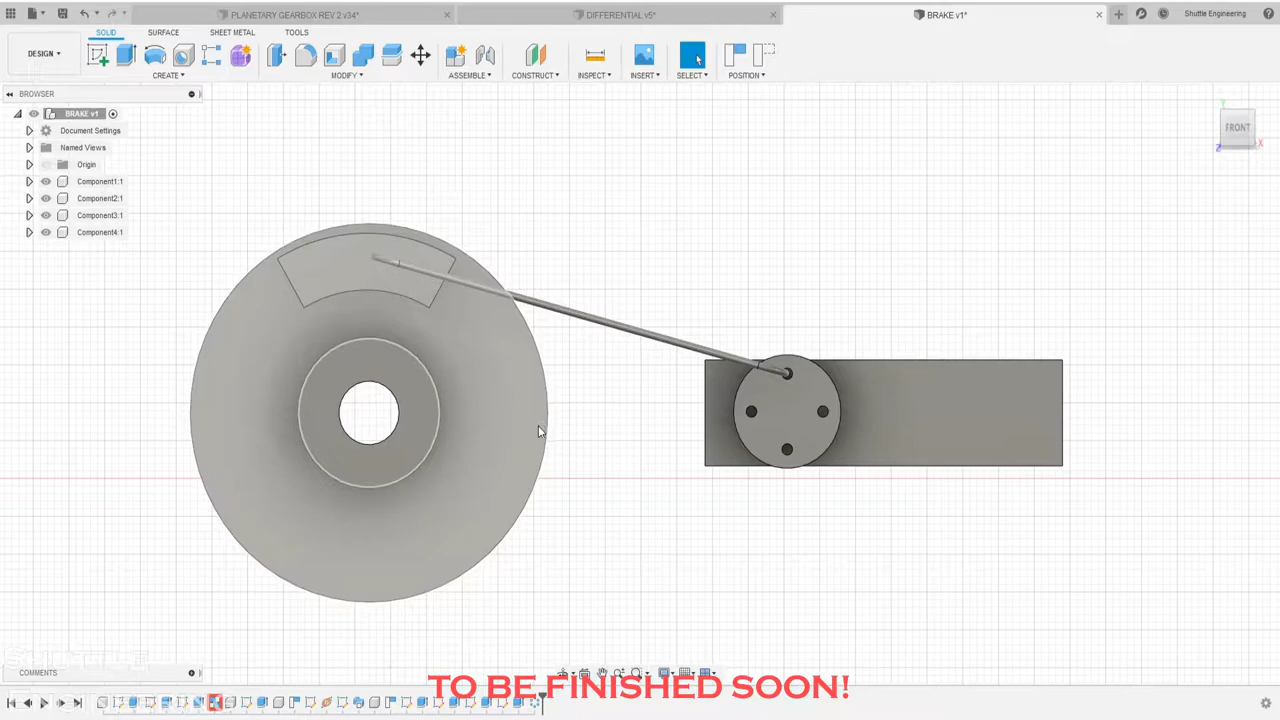 PLANETARY GEARBOX REV 2 v34*
DIFFERENTIAL v5*
BRAKE v1*
Shuttle Engineering
SOLID
SURFACE
SHEET METAL
TOOLS
DESIGN
CREATE
MODIFY
ASSEMBLE
CONSTRUCT
INSPECT
INSERT
SELECT
POSITION
BROWSER
BRAKE v1
Document Settings
Named Views
Origin
Component1:1
Component2:1
Component3:1
Component4:1
Y
FRONT
Z
X
COMMENTS
TO BE FINISHED SOON!